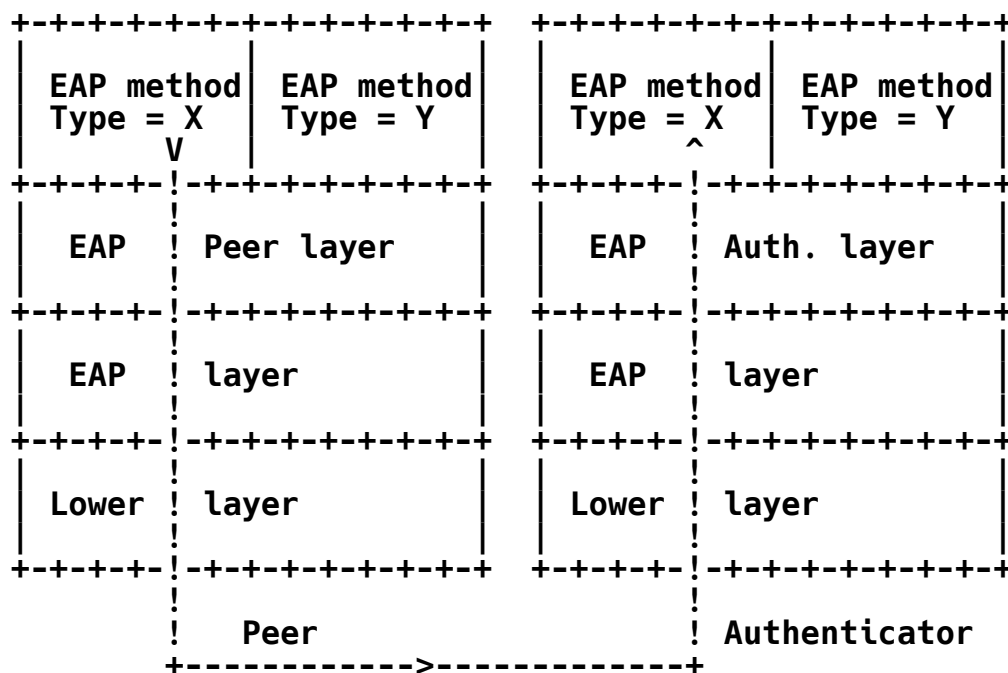 +-+-+-+-+-+-+-+-+-+-+-+-+  +-+-+-+-+-+-+-+-+-+-+-+-+
|           |           |  |           |           |
| EAP method| EAP method|  | EAP method| EAP method|
| Type = X  | Type = Y  |  | Type = X  | Type = Y  |
|       V   |           |  |       ^   |           |
+-+-+-+-!-+-+-+-+-+-+-+-+  +-+-+-+-!-+-+-+-+-+-+-+-+
|       !               |  |       !               |
|  EAP  ! Peer layer    |  |  EAP  ! Auth. layer   |
|       !               |  |       !               |
+-+-+-+-!-+-+-+-+-+-+-+-+  +-+-+-+-!-+-+-+-+-+-+-+-+
|       !               |  |       !               |
|  EAP  ! layer         |  |  EAP  ! layer         |
|       !               |  |       !               |
+-+-+-+-!-+-+-+-+-+-+-+-+  +-+-+-+-!-+-+-+-+-+-+-+-+
|       !               |  |       !               |
| Lower ! layer         |  | Lower ! layer         |
|       !               |  |       !               |
+-+-+-+-!-+-+-+-+-+-+-+-+  +-+-+-+-!-+-+-+-+-+-+-+-+
        !                          !
        !   Peer                   ! Authenticator
        +------------>-------------+